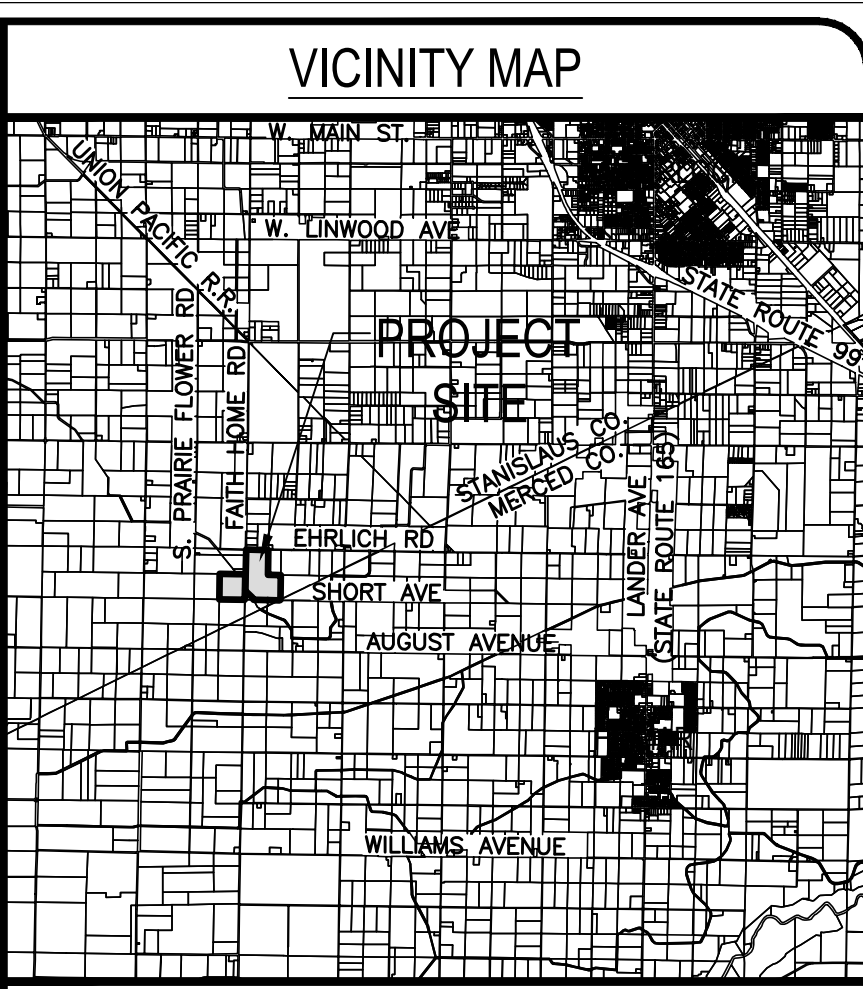 VICINITY MAP
W. MAIN ST.
UNION PACIFIC R.R.
W. LINWOOD AVE
STATE ROUTE 99
S. PRAIRIE FLOWER RD
FAITH HOME RD
PROJECT
SITE
STANISLAUS CO.
MERCED CO.
EHRLICH RD
LANDER AVE
(STATE ROUTE 165)
SHORT AVE
AUGUST AVENUE
WILLIAMS AVENUE